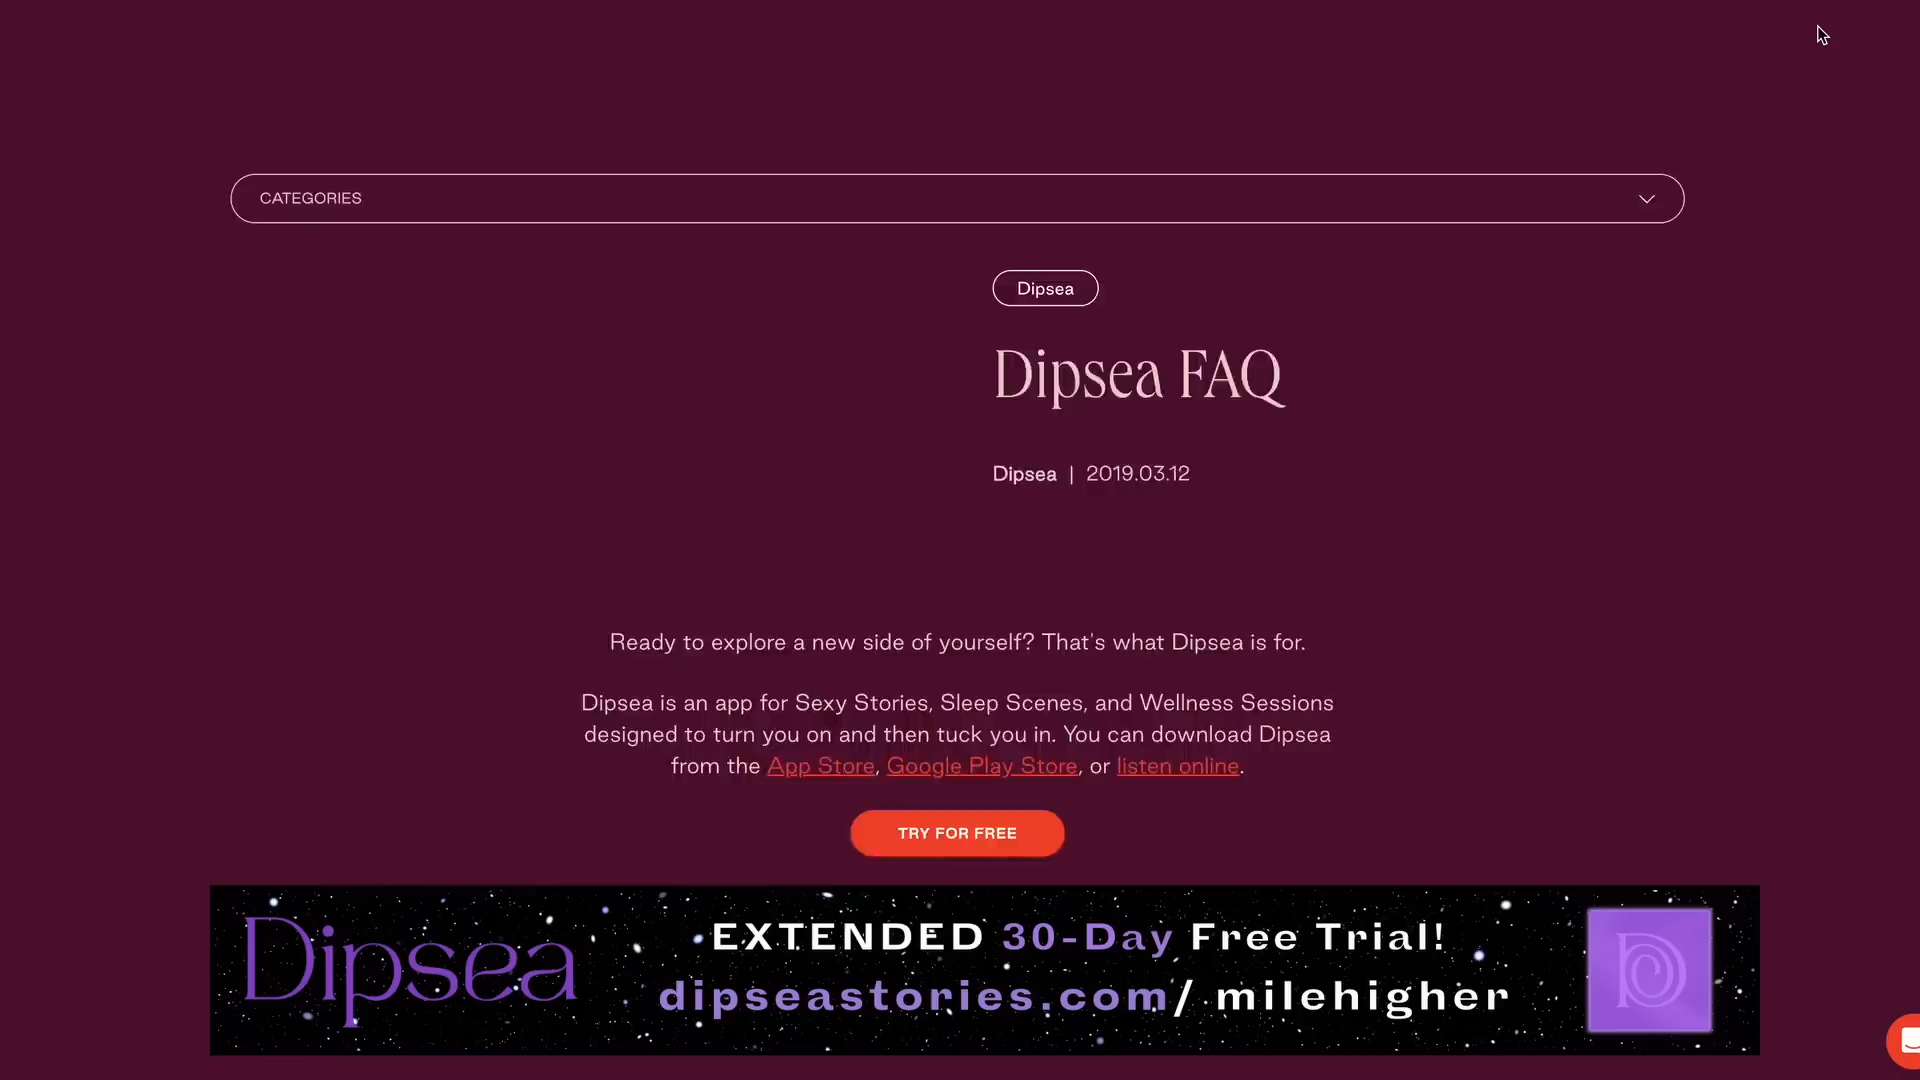 CATEGORIES
Dipsea
Dipsea FAQ
Dipsea | 2019.03.12
Ready to explore a new side of yourself? That's what Dipsea is for.
Dipsea is an app for Sexy Stories, Sleep Scenes, and Wellness Sessions
designed to turn you on and then tuck you in. You can download Dipsea
from the App Store, Google Play Store, or listen online.
TRY FOR FREE
Dipsea
EXTENDED 30-Day Free Trial!
dipseastories.com/ milehigher